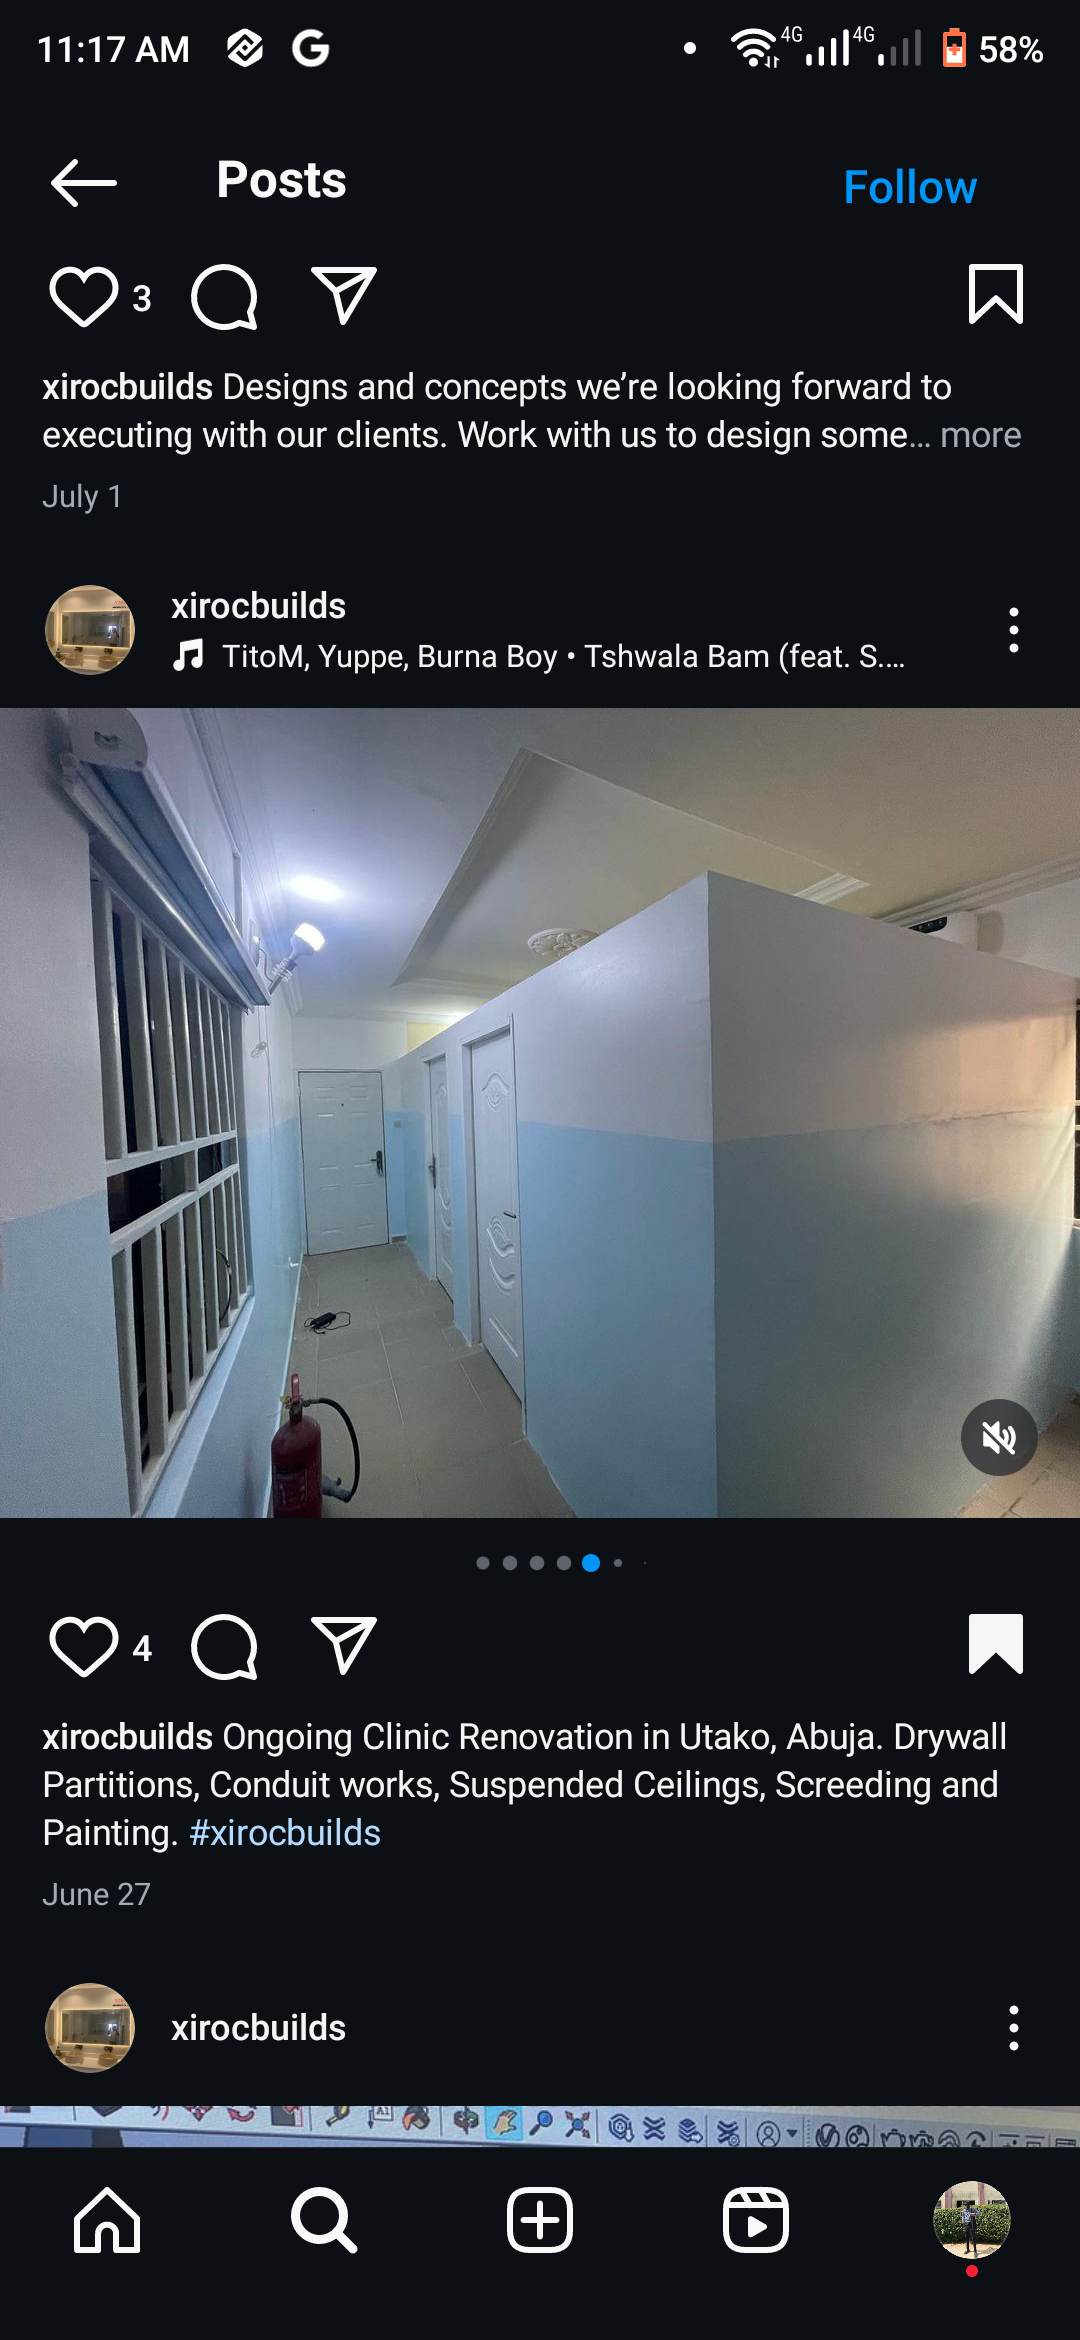 11:17 AM
4G
4G
58%
Posts
Follow
3
xirocbuilds Designs and concepts we’re looking forward to
executing with our clients. Work with us to design some... more
July 1
xirocbuilds
TitoM, Yuppe, Burna Boy • Tshwala Bam (feat. S....
4
xirocbuilds Ongoing Clinic Renovation in Utako, Abuja. Drywall
Partitions, Conduit works, Suspended Ceilings, Screeding and
Painting. #xirocbuilds
June 27
xirocbuilds
A1